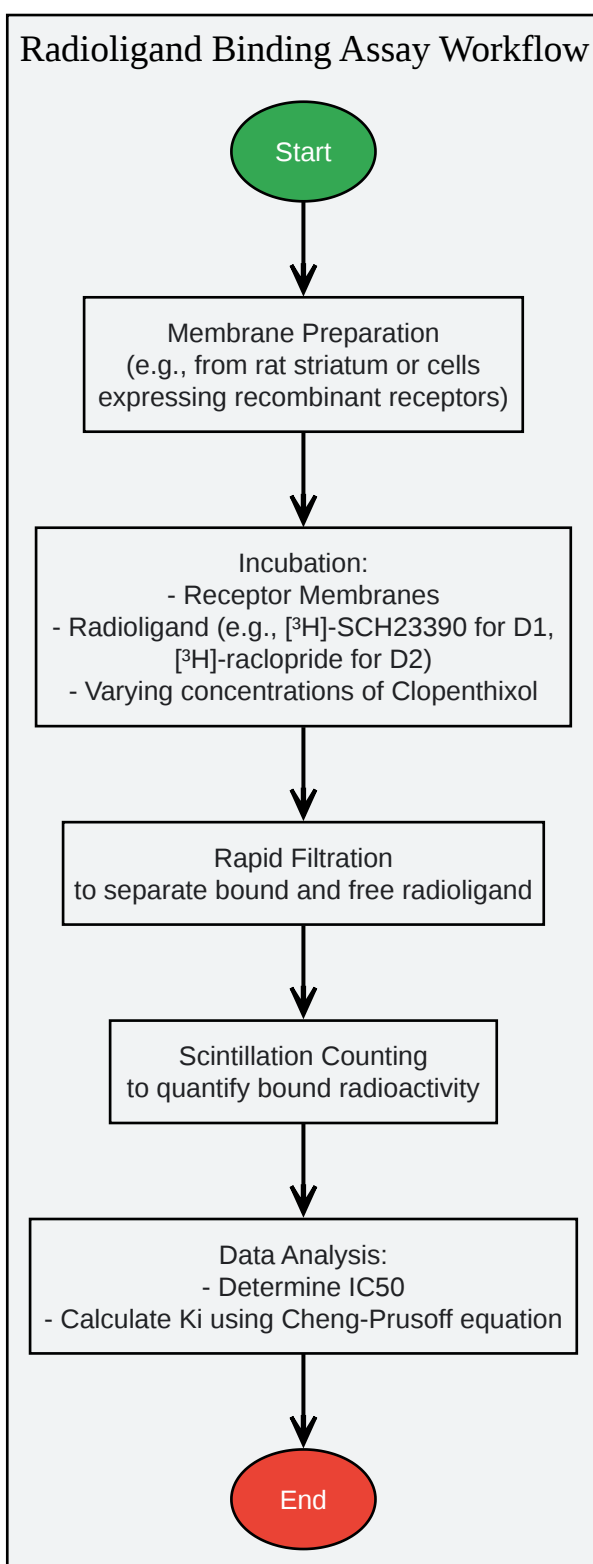 Radioligand Binding Assay Workflow
Start
Membrane Preparation
(e.g., from rat striatum or cells
expressing recombinant receptors)
Incubation:
- Receptor Membranes
- Radioligand (e.g., [³H]-SCH23390 for D1,
[³H]-raclopride for D2)
- Varying concentrations of Clopenthixol
Rapid Filtration
to separate bound and free radioligand
Scintillation Counting
to quantify bound radioactivity
Data Analysis:
- Determine IC50
- Calculate Ki using Cheng-Prusoff equation
End